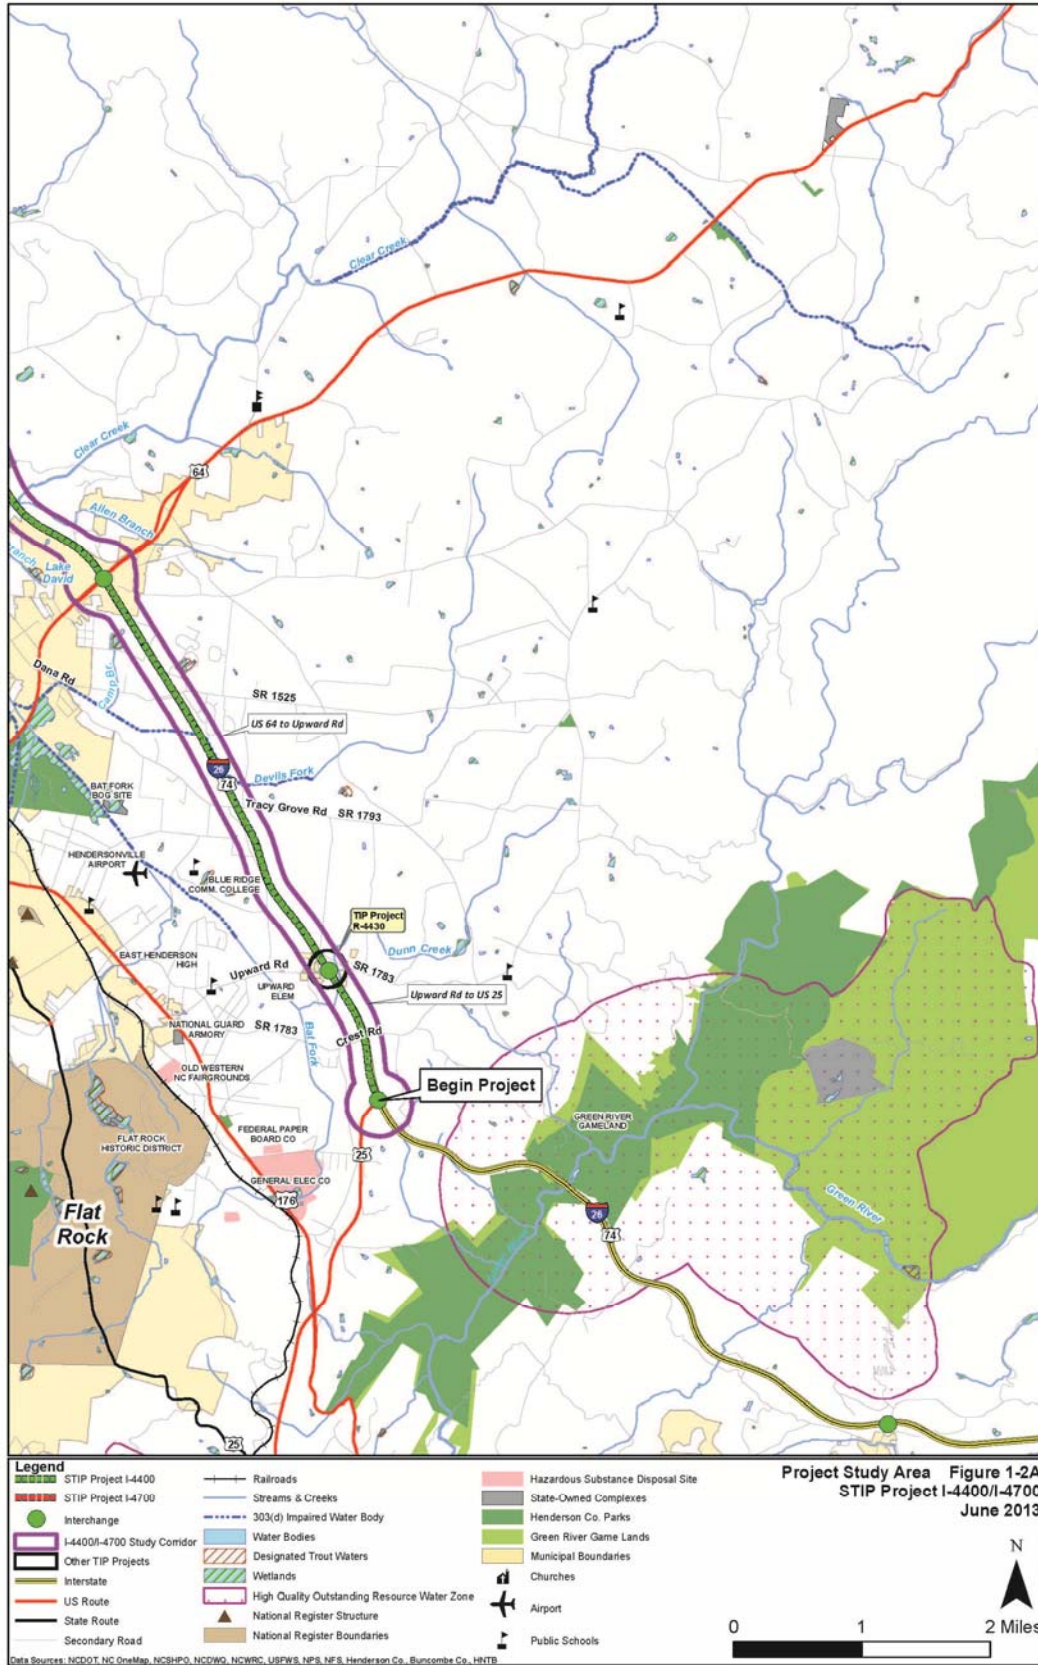 Clear Creek
Clear Creek
64
Allen Branch
ranch
Lake
David
Dana Rd
Camp Br.
SR 1525
US 64 to Upward Rd
26
74
Devils Fork
BAT FORK
BOG SITE
Tracy Grove Rd SR 1793
HENDERSONVILLE
AIRPORT
BLUE RIDGE
COMM. COLLEGE
TIP Project
R-4430
Dunn Creek
EAST HENDERSON
HIGH
Upward Rd
SR 1783
UPWARD
ELEM
Upward Rd to US 25
NATIONAL GUARD
ARMORY
SR 1783
Bat Fork
Crest Rd
OLD WESTERN
NC FAIRGROUNDS
Begin Project
GREEN RIVER
GAMELAND
FEDERAL PAPER
BOARD CO
FLAT ROCK
HISTORIC DISTRICT
25
GENERAL ELEC CO
176
Flat
Rock
Green River
26
74
25
Legend
STIP Project I-4400
STIP Project I-4700
Interchange
I-4400/I-4700 Study Corridor
Other TIP Projects
Interstate
US Route
State Route
Secondary Road
Railroads
Streams & Creeks
303(d) Impaired Water Body
Water Bodies
Designated Trout Waters
Wetlands
High Quality Outstanding Resource Water Zone
National Register Structure
National Register Boundaries
Hazardous Substance Disposal Site
State-Owned Complexes
Henderson Co. Parks
Green River Game Lands
Municipal Boundaries
Churches
Airport
Public Schools
Project Study Area Figure 1-2A
STIP Project I-4400/I-4700
June 2013
N
0 1 2 Miles
Data Sources: NCDOT, NC OneMap, NCSHPO, NCDWQ, NCWRC, USFWS, NPS, NFS, Henderson Co., Buncombe Co., HNTB